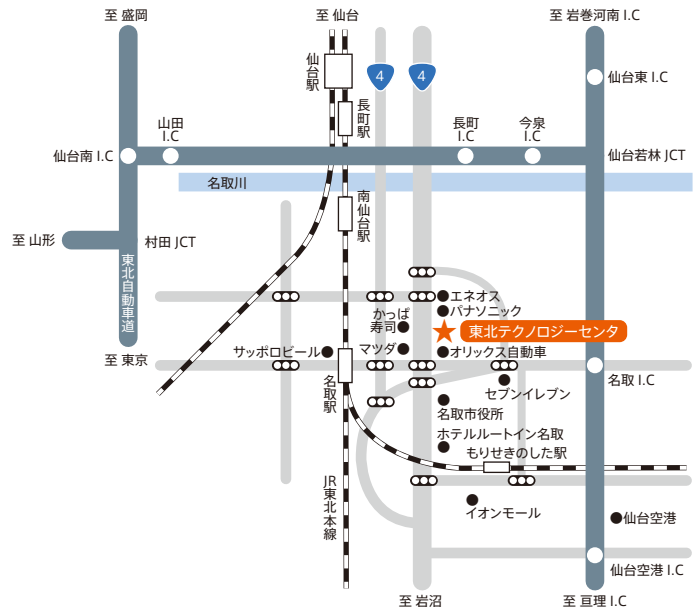 至 盛岡
至 仙台
至 岩巻河南 I.C
仙台
駅
4
4
仙台東 I.C
長町
駅
山田
I.C
長町
I.C
今泉
I.C
仙台南 I.C
仙台若林 JCT
名取川
南仙台駅
至 山形
村田 JCT
東北自動車道
エネオス
パナソニック
かっぱ
寿司
東北テクノロジーセンタ
サッポロビール
マツダ
オリックス自動車
至 東京
名取駅
セブンイレブン
名取 I.C
名取市役所
ホテルルートイン名取
もりせきのした駅
JR東北本線
イオンモール
仙台空港
仙台空港 I.C
至 岩沼
至 亘理 I.C